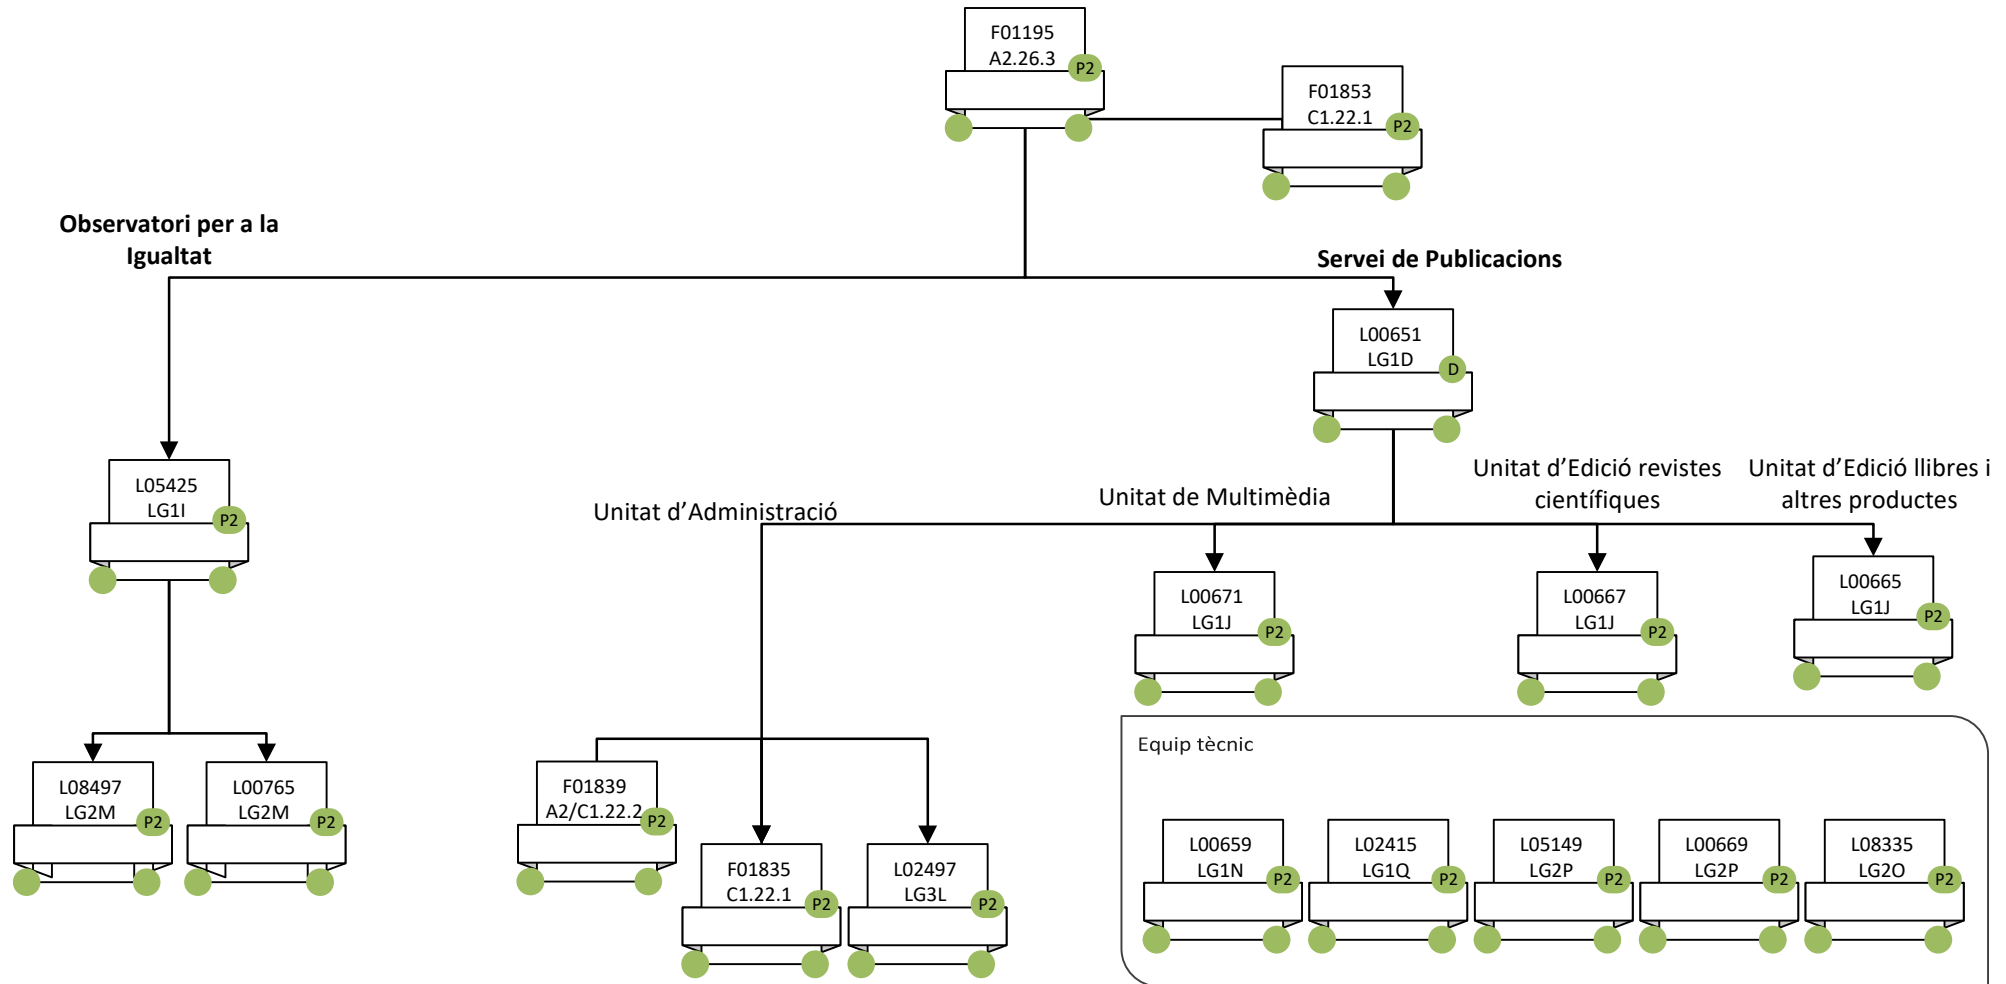 F01195
A2.26.3
P2
F01853
C1.22.1
P2
Observatori per a la
Igualtat
Servei de Publicacions
L00651
LG1D
D
L05425
LG1I
P2
Unitat d’Administració
Unitat de Multimèdia
Unitat d’Edició revistes
científiques
Unitat d’Edició llibres i
altres productes
L00671
LG1J
P2
L00667
LG1J
P2
L00665
LG1J
P2
L08497
LG2M
P2
L00765
LG2M
P2
F01839
A2/C1.22.2
P2
F01835
C1.22.1
P2
L02497
LG3L
P2
Equip tècnic
L00659
LG1N
P2
L02415
LG1Q
P2
L05149
LG2P
P2
L00669
LG2P
P2
L08335
LG2O
P2